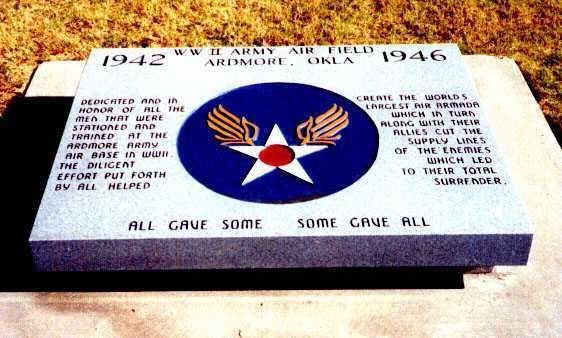 WW II ARMY AIR FIELD
1942 ARDMORE, OKLA 1946
DEDICATED AND IN
HONOR OF ALL THE
MEN THAT WERE
STATIONED AND
TRAINED AT THE
ARDMORE ARMY
AIR BASE IN WWII.
THE DILIGENT
EFFORT PUT FORTH
BY ALL HELPED
CREATE THE WORLDS
LARGEST AIR ARMADA
WHICH IN TURN
ALONG WITH THEIR
ALLIES CUT THE
SUPPLY LINES
OF THE ENEMIES
WHICH LED
TO THEIR TOTAL
SURRENDER.
ALL GAVE SOME SOME GAVE ALL